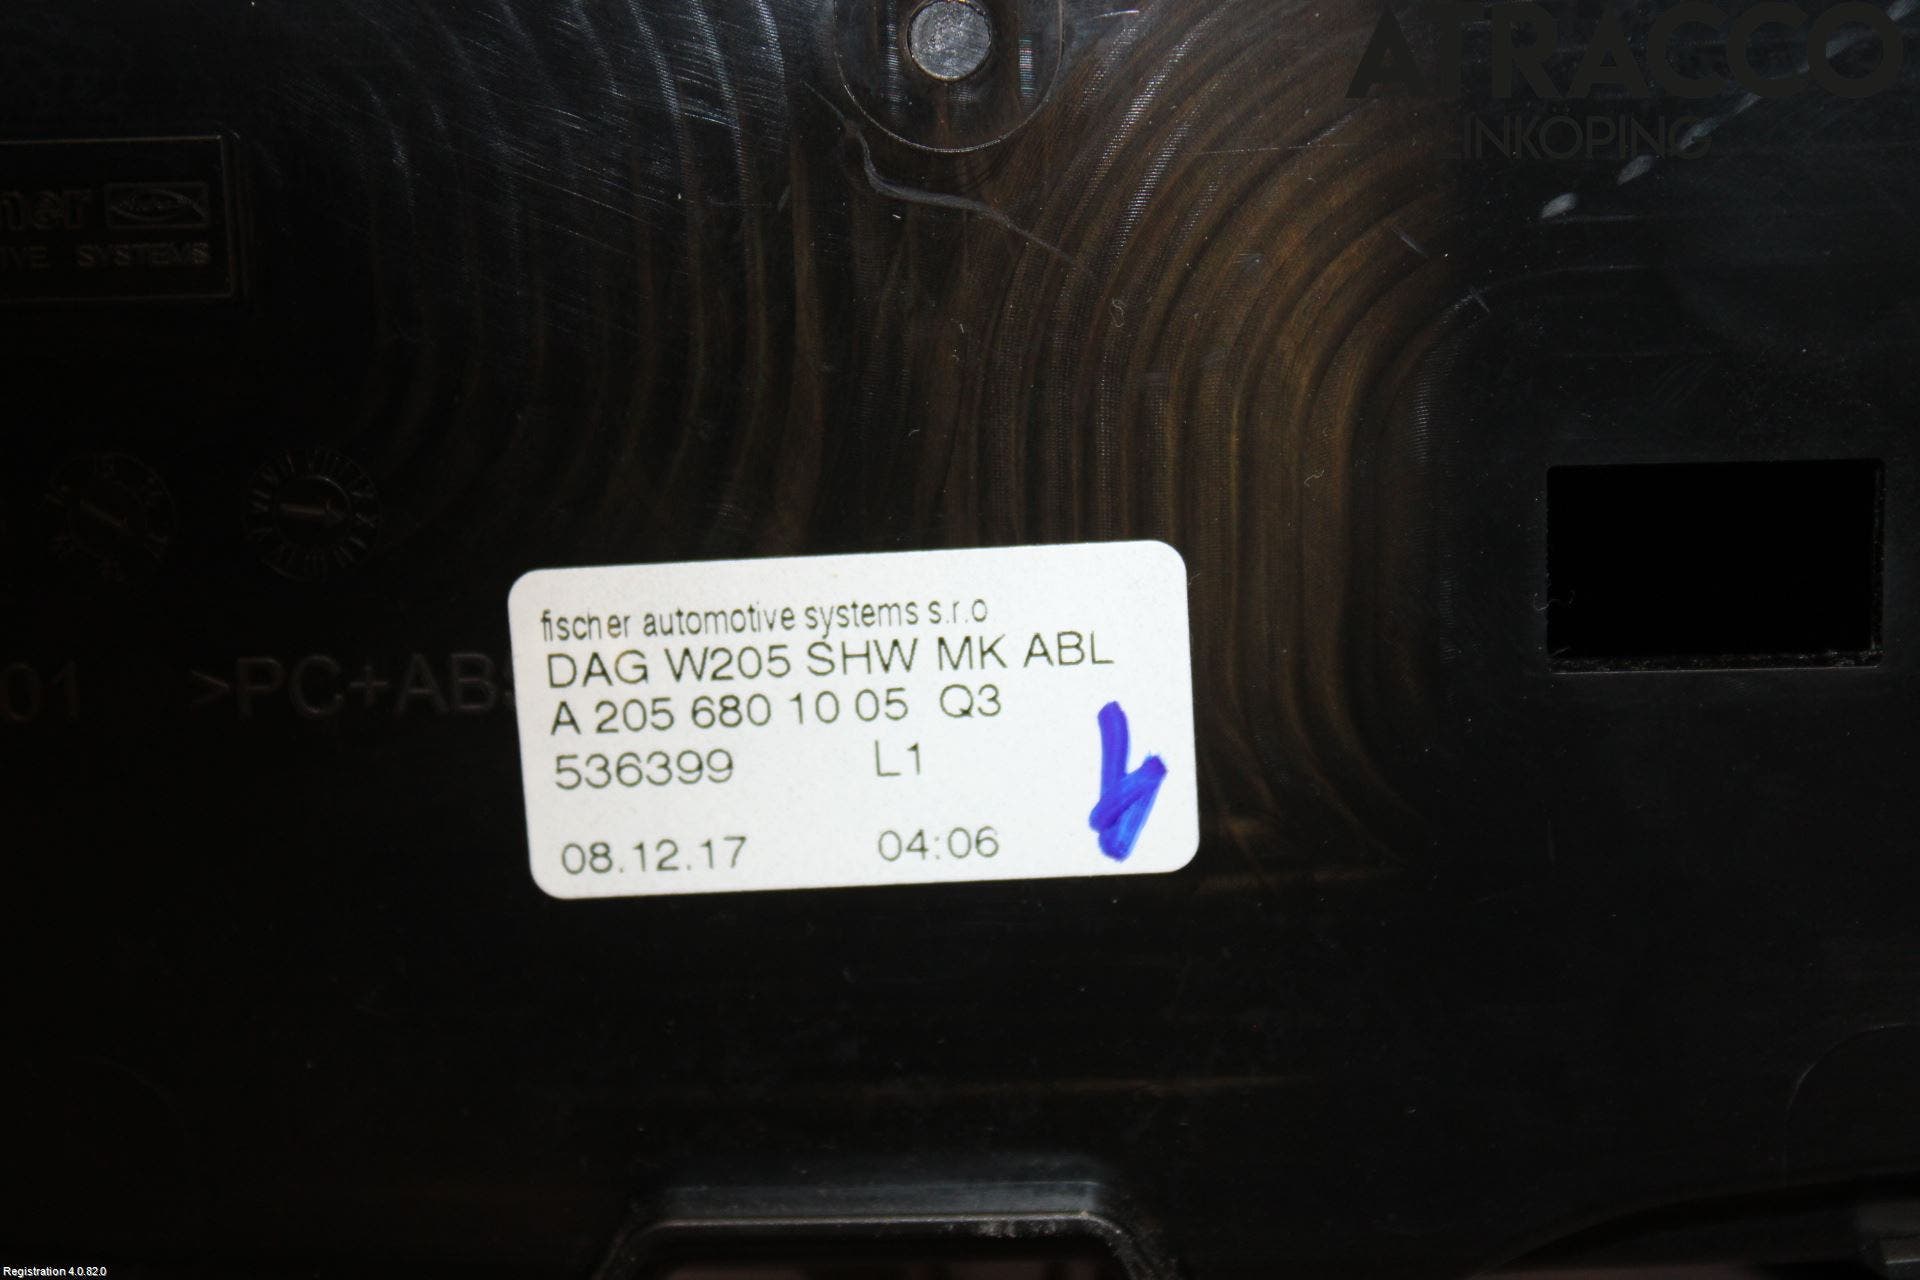 ATRACCO
LINKÖPING
SYSTEMS
fischer automotive systems s.r.o
DAG W205 SHW MK ABL
A 205 680 10 05 Q3
536399 L1
08.12.17 04:06
01 >PC+AB
Registration 4.0.82.0